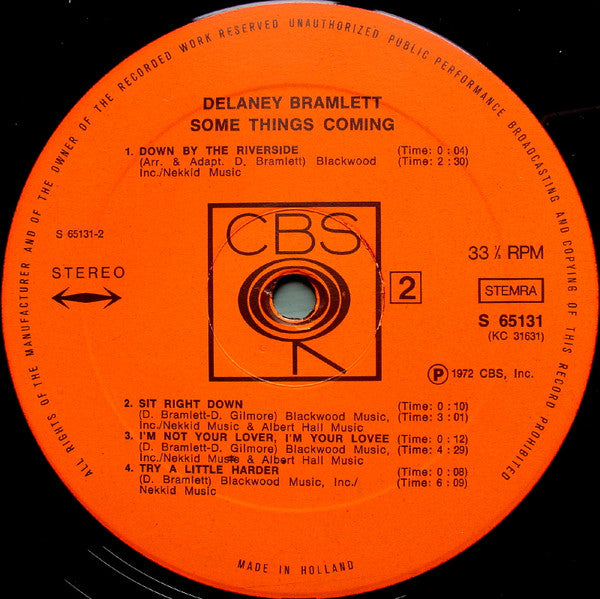 ALL RIGHTS OF THE MANUFACTURER AND OF THE OWNER OF THE RECORDED WORK RESERVED UNAUTHORIZED PUBLIC PERFORMANCE BROADCASTING AND COPYING OF THIS RECORD PROHIBITED
DELANEY BRAMLETT
SOME THINGS COMING
1. DOWN BY THE RIVERSIDE (Time: 0:04)
(Arr. & Adapt. D. Bramlett) Blackwood (Time: 2:30)
Inc./Nekkid Music
S 65131-2
STEREO
CBS
2
33⅓ RPM
STEMRA
S 65131
(KC 31631)
P 1972 CBS, Inc.
2. SIT RIGHT DOWN (Time: 0:10)
(D. Bramlett-D. Gilmore) Blackwood Music, (Time: 3:01)
Inc./Nekkid Music & Albert Hall Music
3. I'M NOT YOUR LOVER, I'M YOUR LOVEE (Time: 0:12)
(D. Bramlett-D. Gilmore) Blackwood Music, (Time: 4:29)
Inc./Nekkid Music & Albert Hall Music
4. TRY A LITTLE HARDER (Time: 0:08)
(D. Bramlett) Blackwood Music, Inc./ (Time: 6:09)
Nekkid Music
MADE IN HOLLAND